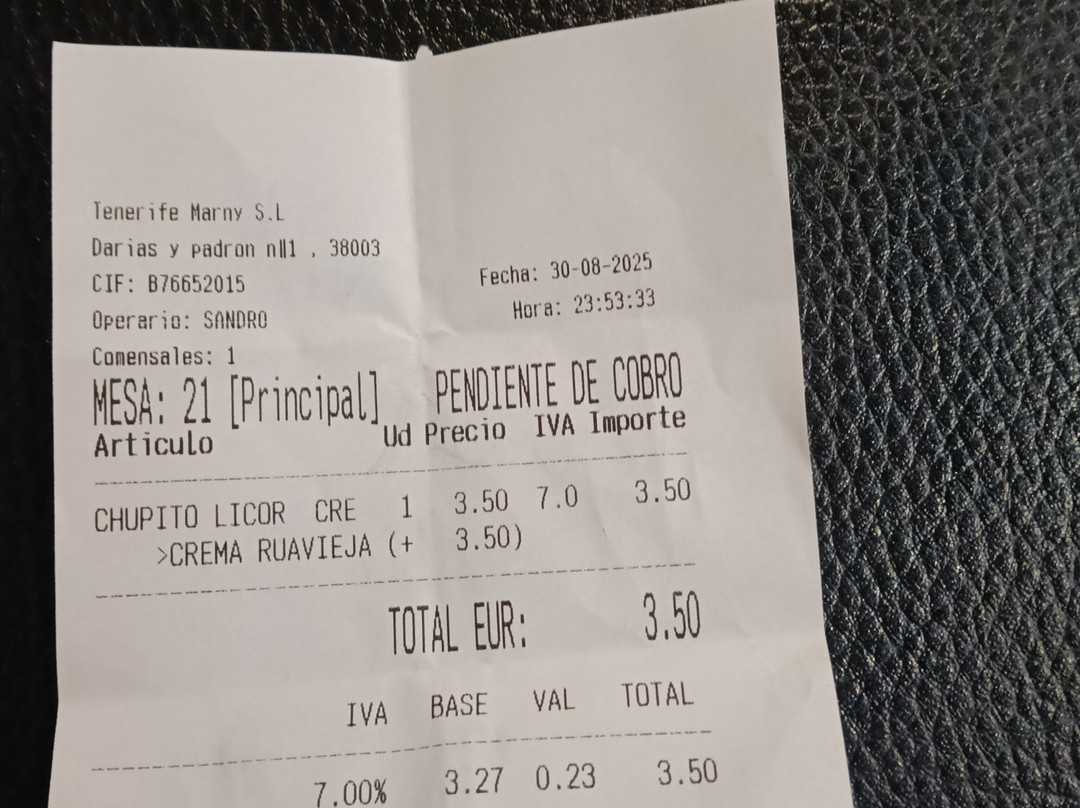 Tenerife Marny S.L
Darias y padron nº1 , 38003
CIF: B76652015
Fecha: 30-08-2025
Operario: SANDRO
Hora: 23:53:33
Comensales: 1
MESA: 21 [Principal] PENDIENTE DE COBRO
Articulo Ud Precio IVA Importe
CHUPITO LICOR CRE 1 3.50 7.0 3.50
>CREMA RUAVIEJA (+ 3.50)
TOTAL EUR: 3.50
IVA BASE VAL TOTAL
7.00% 3.27 0.23 3.50